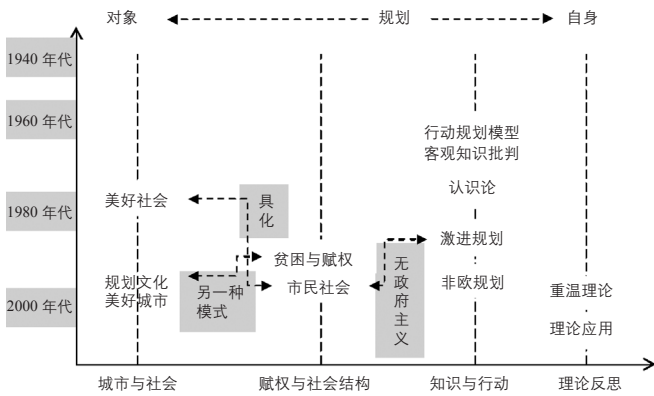 对象
规划
自身
1940 年代
1960 年代
行动规划模型
客观知识批判
认识论
美好社会
具
化
1980 年代
激进规划
贫困与赋权
无
政
府
主
义
规划文化
美好城市
另一种
模式
市民社会
非欧规划
重温理论
2000 年代
理论应用
城市与社会
赋权与社会结构
知识与行动
理论反思